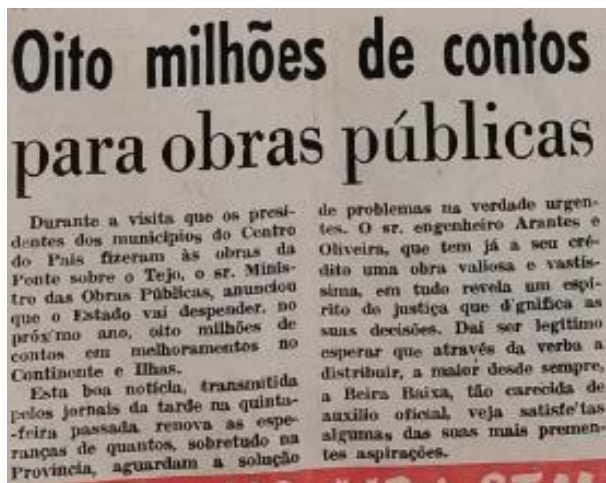 Oito milhões de contos
para obras públicas
Durante a visita que os presi-
dentes dos municípios do Centro
do País fizeram às obras da
Ponte sobre o Tejo, o sr. Minis-
tro das Obras Públicas, anunciou
que o Estado vai despender, no
próx'mo ano, oito milhões de
contos em melhoramentos no
Continente e Ilhas.
Esta boa notícia, transmitida
pelos jornais da tarde na quinta-
-feira passada renova as espe-
ranças de quantos, sobretudo na
Província, aguardam a solução
de problemas na verdade urgen-
tes. O sr. engenheiro Arantes e
Oliveira, que tem já a seu cré-
dito uma obra valiosa e vastís-
sima, em tudo revela um espí-
rito de justiça que d'gnifica as
suas decisões. Daí ser legítimo
esperar que através da verba a
distribuir, a maior desde sempre,
a Beira Baixa, tão carecida de
auxílio oficial, veja satisfe'tas
algumas das suas mais premen-
tes aspirações.